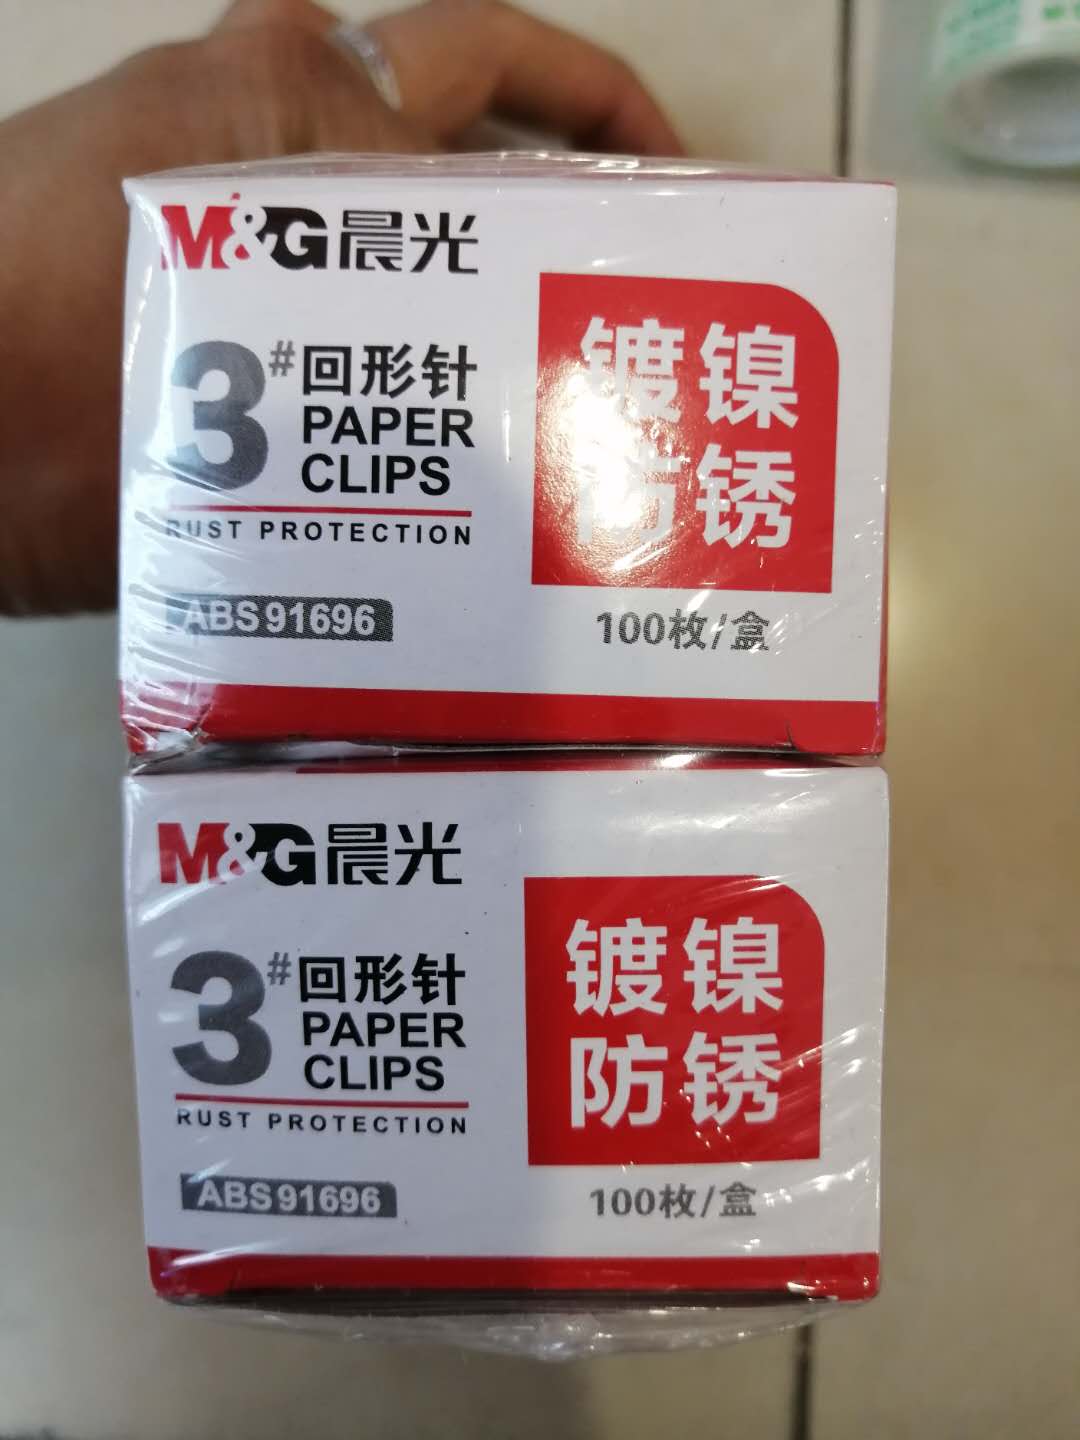 M&G晨光
3#回形针
PAPER
CLIPS
RUST PROTECTION
ABS91696
镀镍
防锈
100枚/盒
M&G晨光
3#回形针
PAPER
CLIPS
RUST PROTECTION
ABS91696
镀镍
防锈
100枚/盒